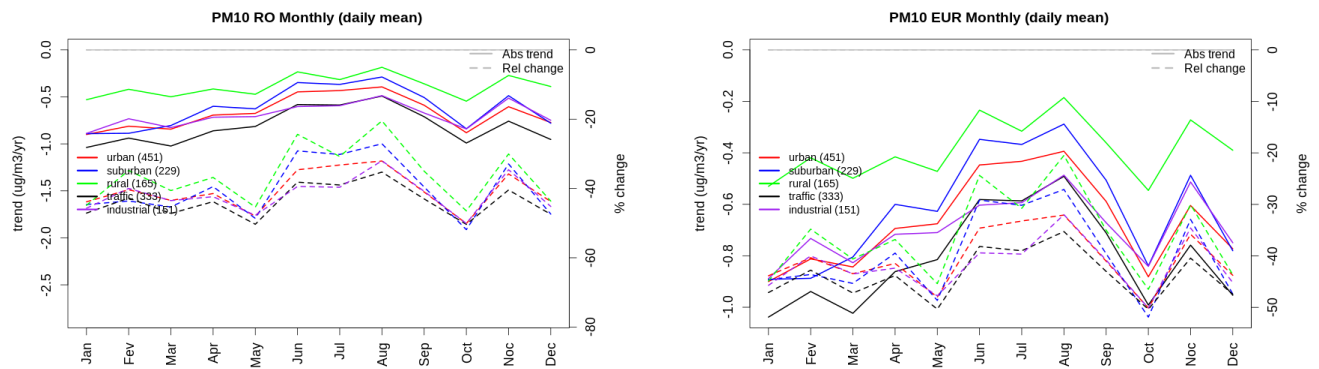 PM10 RO Monthly (daily mean)
Abs trend
Rel change
urban (451)
suburban (229)
rural (165)
traffic (333)
industrial (161)
trend (ug/m3/yr)
0.0
-0.5
-1.0
-1.5
-2.0
-2.5
% change
0
-20
-40
-60
-80
Jan
Fev
Mar
Apr
May
Jun
Jul
Aug
Sep
Oct
Noc
Dec
PM10 EUR Monthly (daily mean)
Abs trend
Rel change
urban (451)
suburban (229)
rural (165)
traffic (333)
industrial (151)
trend (ug/m3/yr)
0.0
-0.2
-0.4
-0.6
-0.8
-1.0
% change
0
-10
-20
-30
-40
-50
Jan
Fev
Mar
Apr
May
Jun
Jul
Aug
Sep
Oct
Noc
Dec